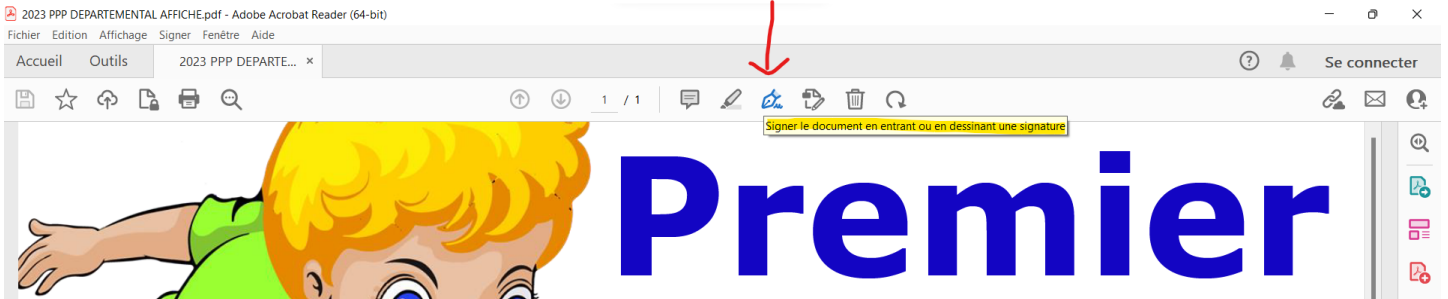 2023 PPP DEPARTEMENTAL AFFICHE.pdf - Adobe Acrobat Reader (64-bit)
Fichier Edition Affichage Signer Fenêtre Aide
Accueil Outils 2023 PPP DEPARTE... × ? Se connecter
1 / 1
Signer le document en entrant ou en dessinant une signature
Premier